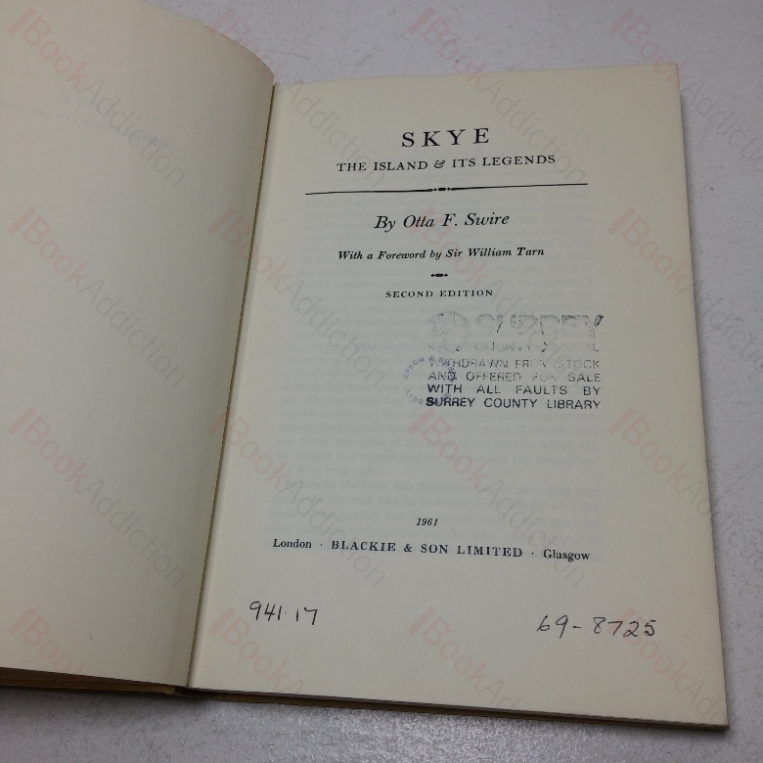 SKYE
THE ISLAND & ITS LEGENDS
By Otta F. Swire
With a Foreword by Sir William Tarn
SECOND EDITION
SURREY
WITHDRAWN FROM STOCK
AND OFFERED FOR SALE
WITH ALL FAULTS BY
SURREY COUNTY LIBRARY
1961
London · BLACKIE & SON LIMITED · Glasgow
941.17
69-8725
BookAddiction